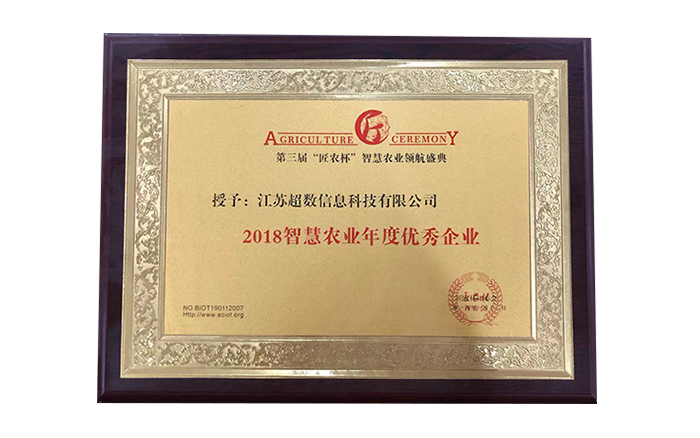 AGRICULTURE CEREMONY
第三届“匠农杯”智慧农业领航盛典
授予：江苏超数信息科技有限公司
2018智慧农业年度优秀企业
NO.BIOT190112007
Http://www.aoiot.org